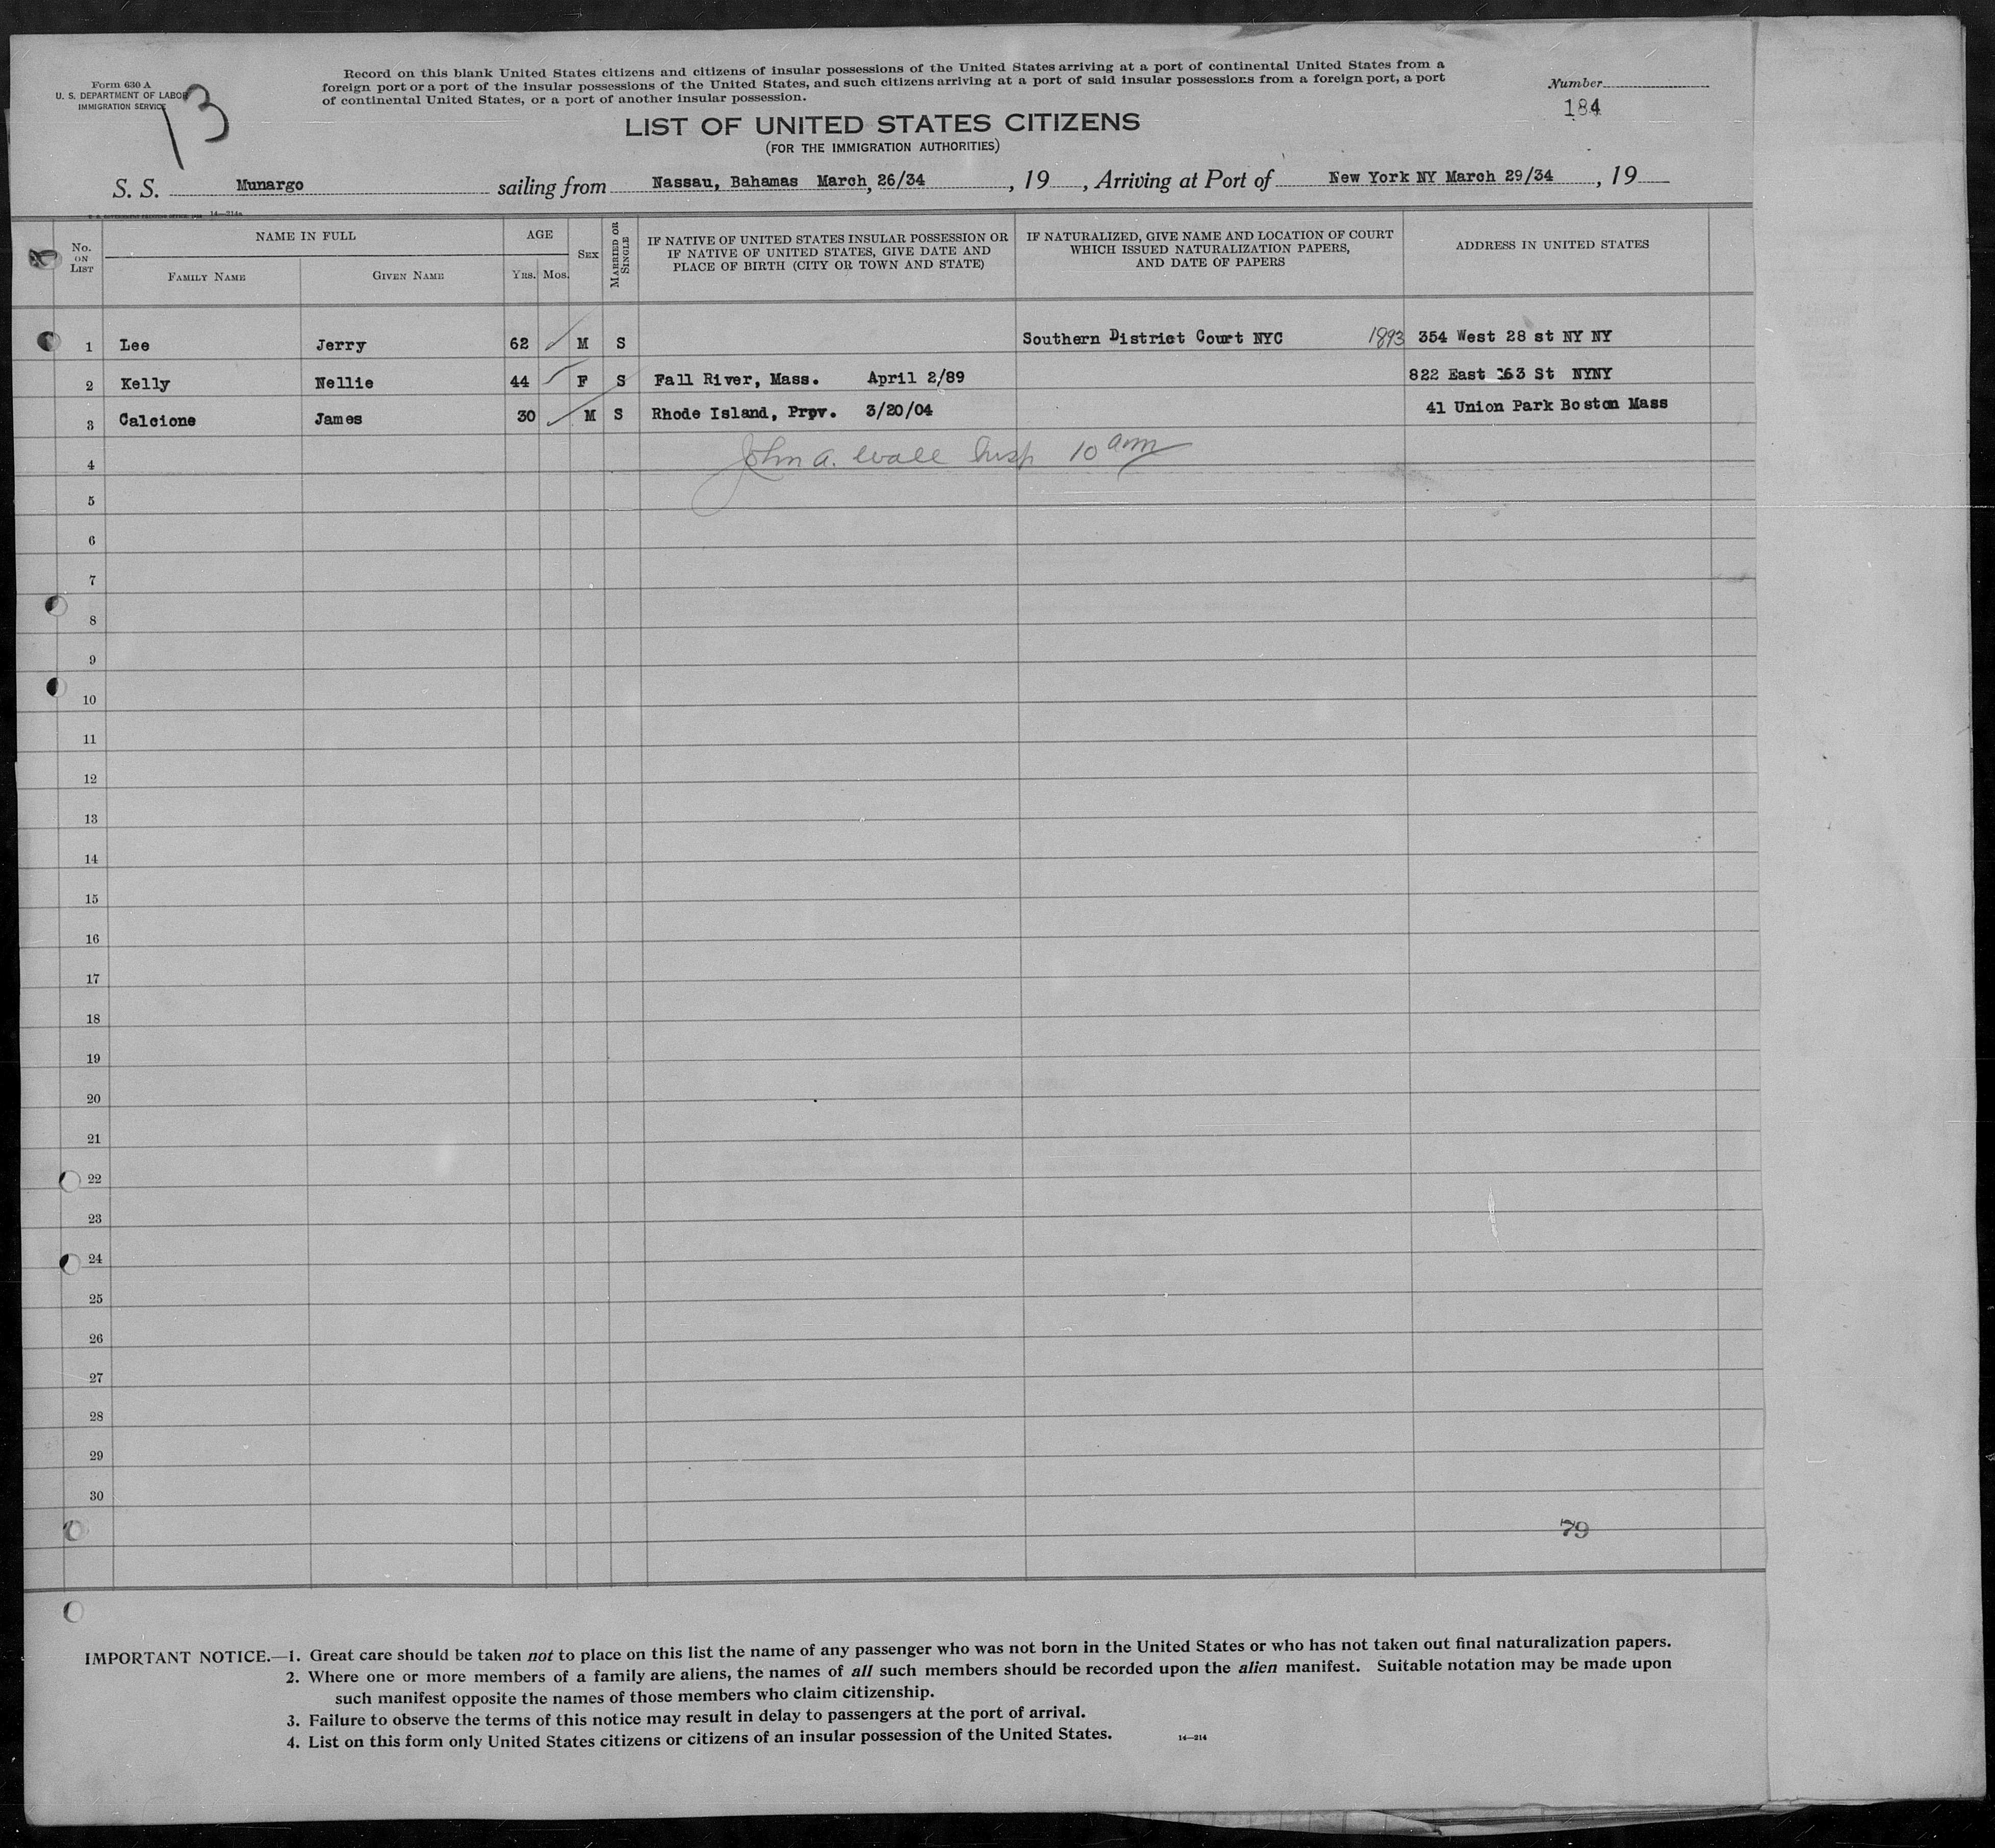 Form 630 A
U. S. DEPARTMENT OF LABOR
IMMIGRATION SERVICE
13
Record on this blank United States citizens and citizens of insular possessions of the United States arriving at a port of continental United States from a
foreign port or a port of the insular possessions of the United States, and such citizens arriving at a port of said insular possessions from a foreign port, a port
of continental United States, or a port of another insular possession.
Number
184
LIST OF UNITED STATES CITIZENS
(FOR THE IMMIGRATION AUTHORITIES)
S. S. Munargo sailing from Nassau, Bahamas March, 26/34, 19 , Arriving at Port of New York NY March 29/34, 19
14—214a
No. ON LIST
NAME IN FULL
FAMILY NAME GIVEN NAME
AGE
YRS. MOS.
SEX
MARRIED OR SINGLE
IF NATIVE OF UNITED STATES INSULAR POSSESSION OR
IF NATIVE OF UNITED STATES, GIVE DATE AND
PLACE OF BIRTH (CITY OR TOWN AND STATE)
IF NATURALIZED, GIVE NAME AND LOCATION OF COURT
WHICH ISSUED NATURALIZATION PAPERS,
AND DATE OF PAPERS
ADDRESS IN UNITED STATES
1 Lee Jerry 62 M S Southern District Court NYC 1893 354 West 28 st NY NY
2 Kelly Nellie 44 F S Fall River, Mass. April 2/89 822 East 163 St NYNY
3 Calcione James 30 M S Rhode Island, Prov. 3/20/04 41 Union Park Boston Mass
4 John A. Wall Insp 10 am
5
6
7
8
9
10
11
12
13
14
15
16
17
18
19
20
21
22
23
24
25
26
27
28
29
30
79
IMPORTANT NOTICE.—1. Great care should be taken not to place on this list the name of any passenger who was not born in the United States or who has not taken out final naturalization papers.
2. Where one or more members of a family are aliens, the names of all such members should be recorded upon the alien manifest. Suitable notation may be made upon
such manifest opposite the names of those members who claim citizenship.
3. Failure to observe the terms of this notice may result in delay to passengers at the port of arrival.
4. List on this form only United States citizens or citizens of an insular possession of the United States.
14—214